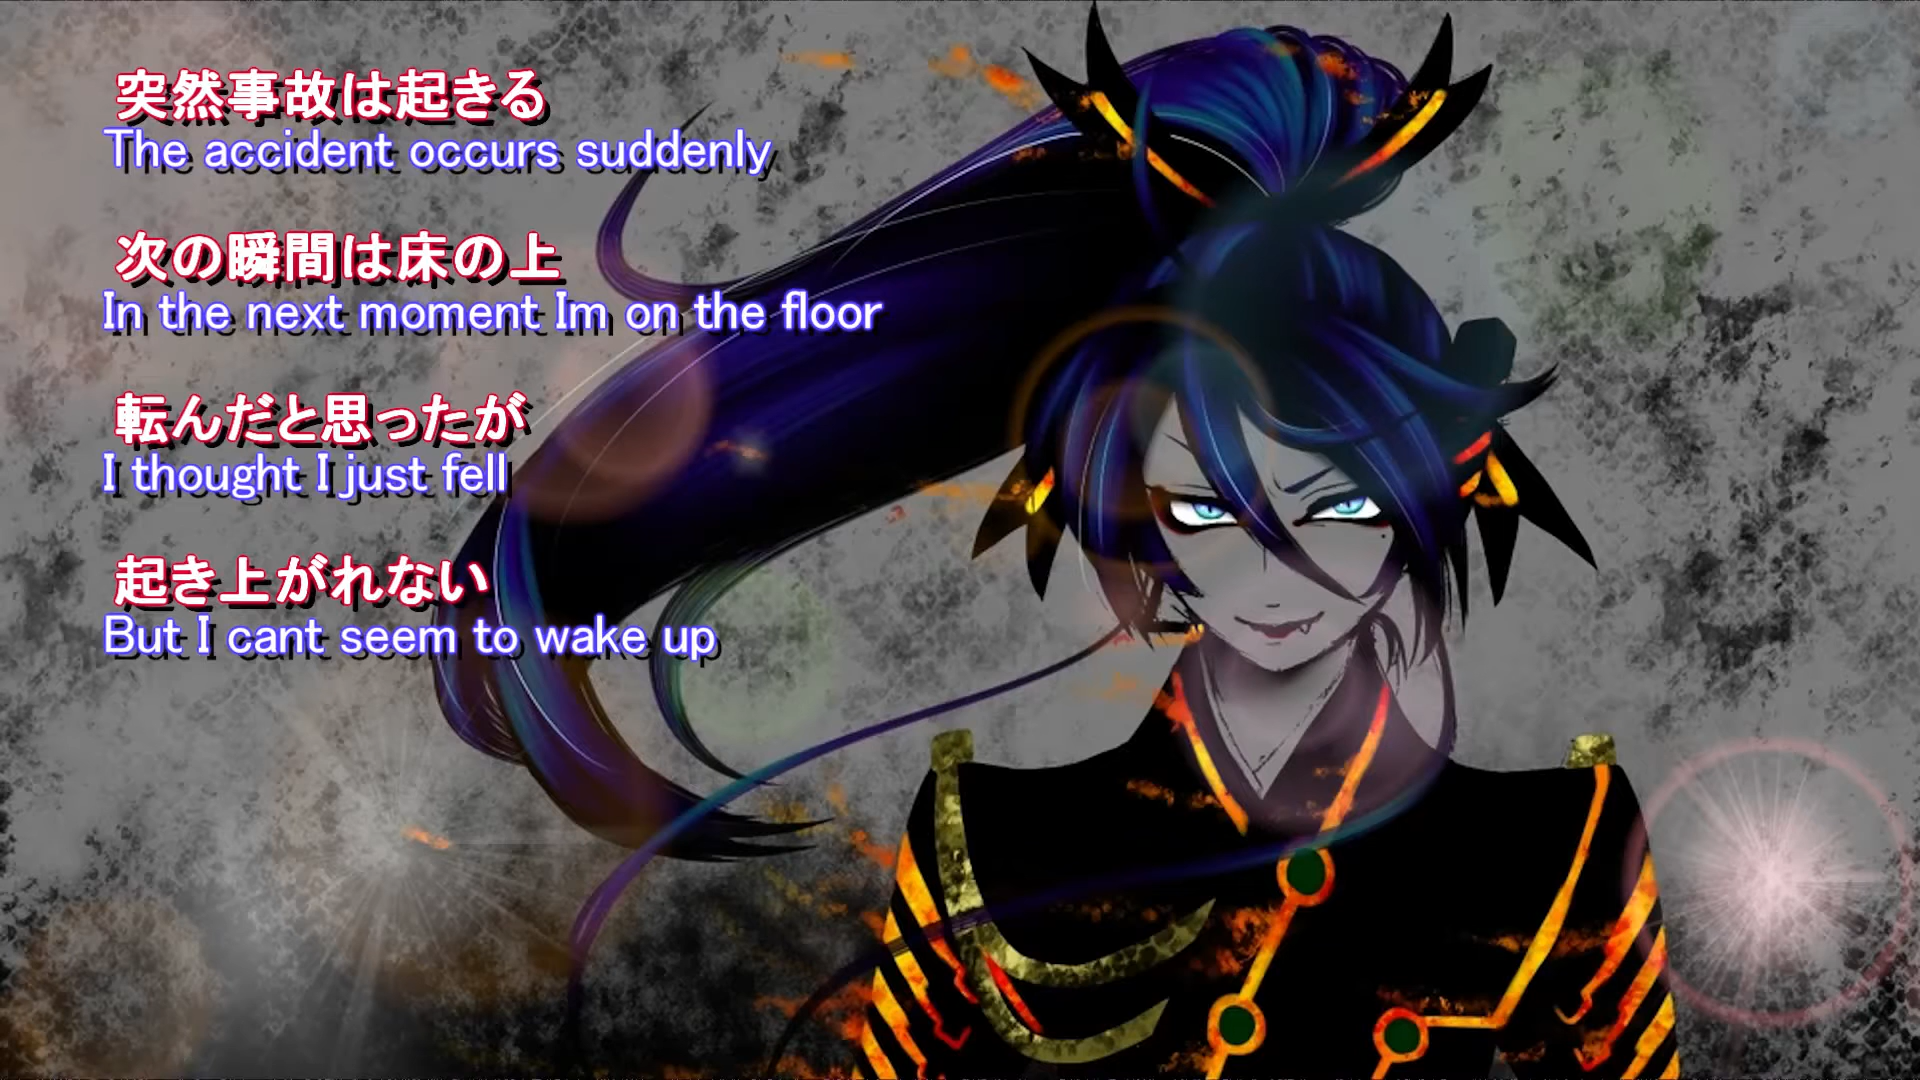 突然事故は起きる
The accident occurs suddenly
次の瞬間は床の上
In the next moment Im on the floor
転んだと思ったが
I thought I just fell
起き上がれない
But I cant seem to wake up